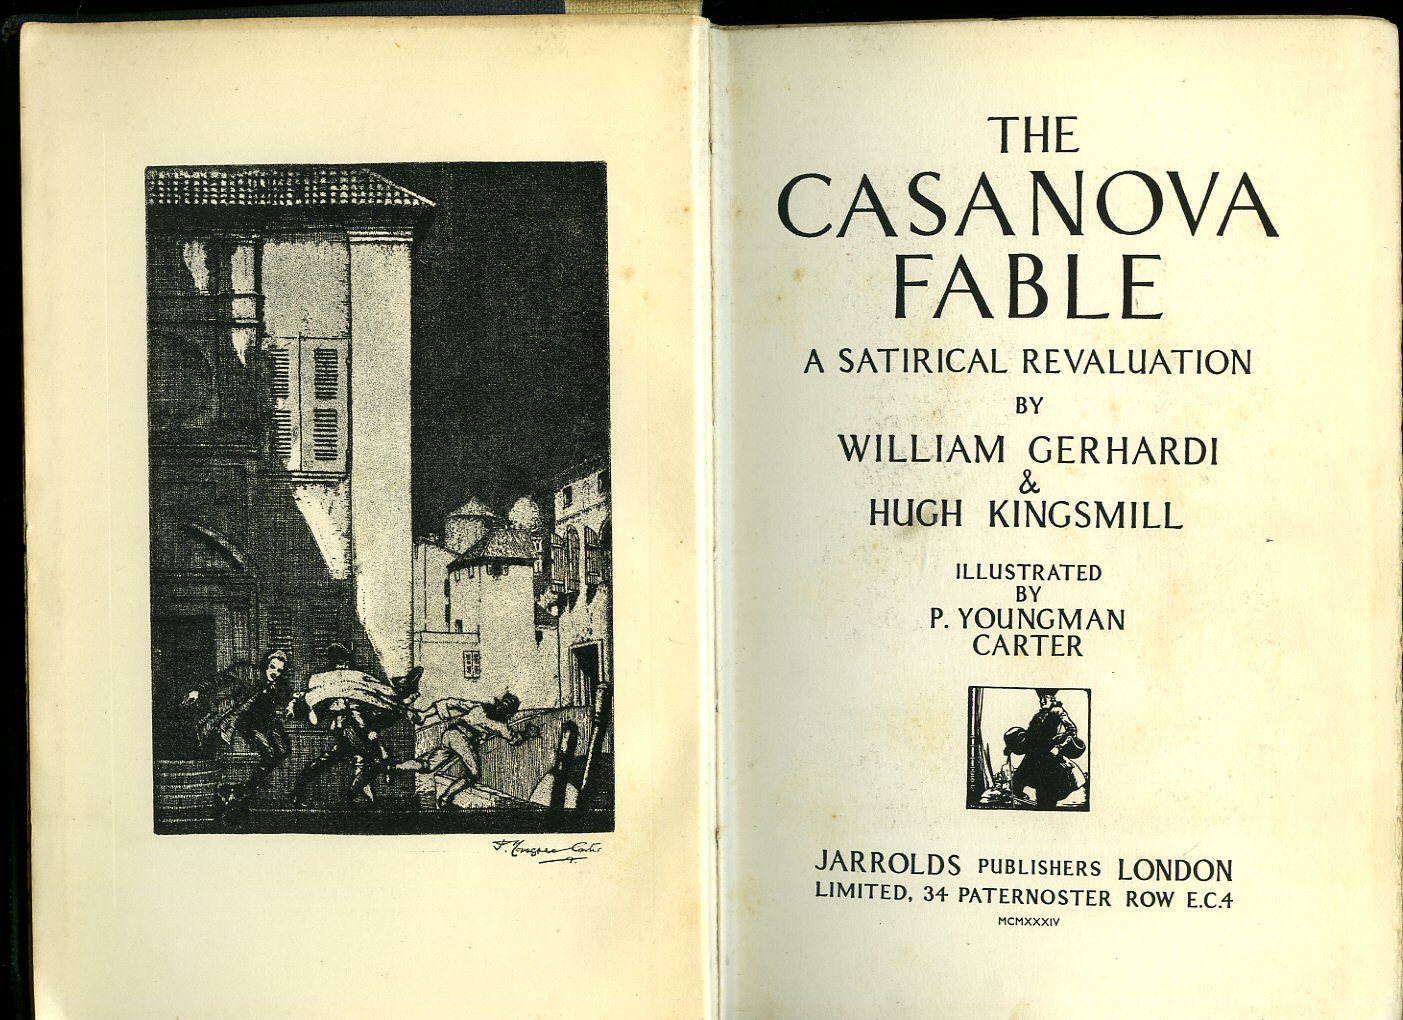 THE
CASANOVA
FABLE
A SATIRICAL REVALUATION
BY
WILLIAM GERHARDI
&
HUGH KINGSMILL
ILLUSTRATED
BY
P. YOUNGMAN
CARTER
JARROLDS PUBLISHERS LONDON
LIMITED, 34 PATERNOSTER ROW E.C.4
MCMXXXIV